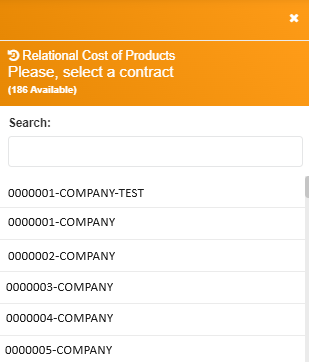 Relational Cost of Products
Please, select a contract
(186 Available)
Search:
0000001-COMPANY-TEST
0000001-COMPANY
0000002-COMPANY
0000003-COMPANY
0000004-COMPANY
0000005-COMPANY